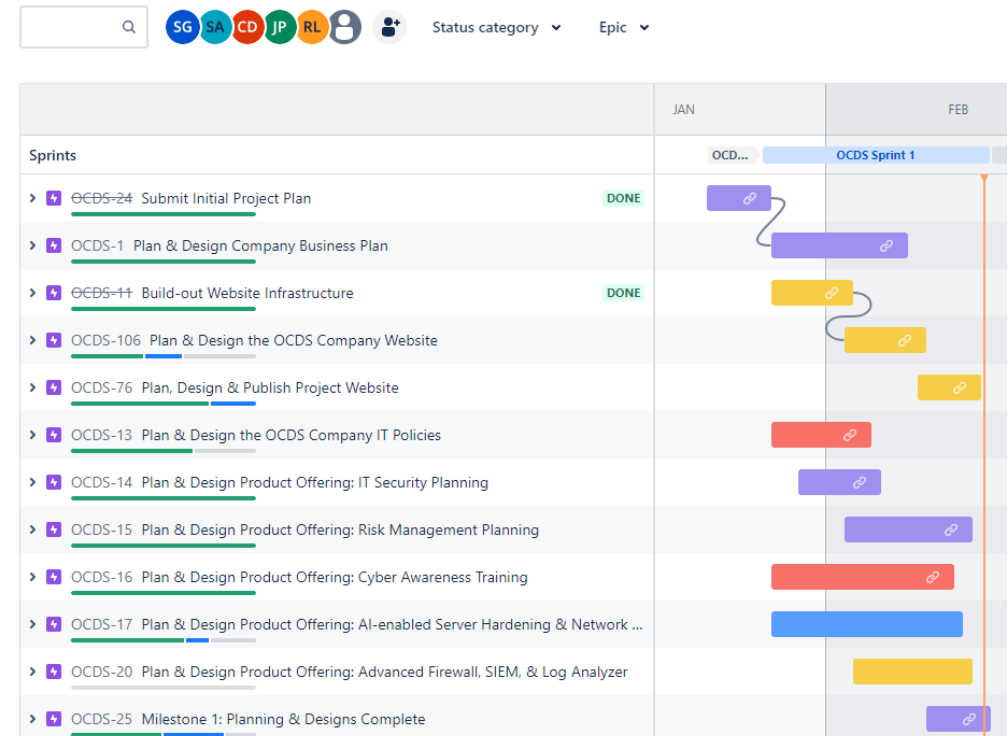 SG SA CD JP RL Status category Epic
JAN FEB
Sprints OCD... OCDS Sprint 1
OCDS-24 Submit Initial Project Plan DONE
OCDS-1 Plan & Design Company Business Plan
OCDS-11 Build-out Website Infrastructure DONE
OCDS-106 Plan & Design the OCDS Company Website
OCDS-76 Plan, Design & Publish Project Website
OCDS-13 Plan & Design the OCDS Company IT Policies
OCDS-14 Plan & Design Product Offering: IT Security Planning
OCDS-15 Plan & Design Product Offering: Risk Management Planning
OCDS-16 Plan & Design Product Offering: Cyber Awareness Training
OCDS-17 Plan & Design Product Offering: AI-enabled Server Hardening & Network ...
OCDS-20 Plan & Design Product Offering: Advanced Firewall, SIEM, & Log Analyzer
OCDS-25 Milestone 1: Planning & Designs Complete